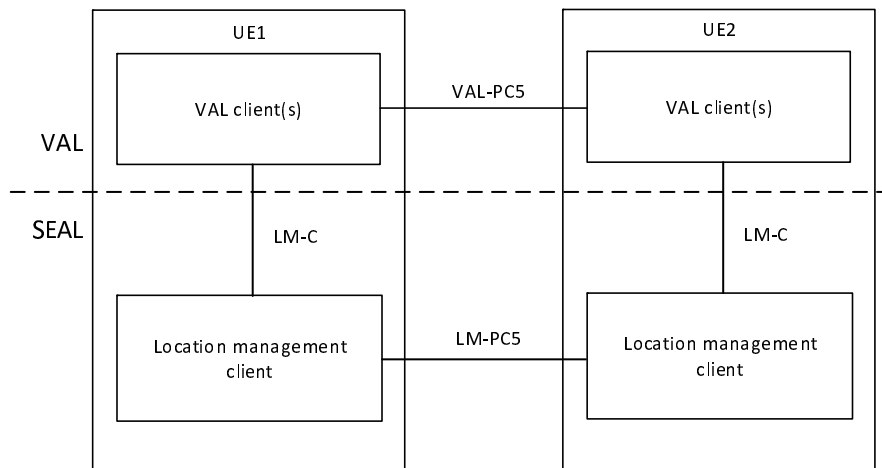 UE1
UE2
VAL client(s)
VAL-PC5
VAL client(s)
VAL
SEAL
LM-C
LM-C
Location management
client
LM-PC5
Location management
client